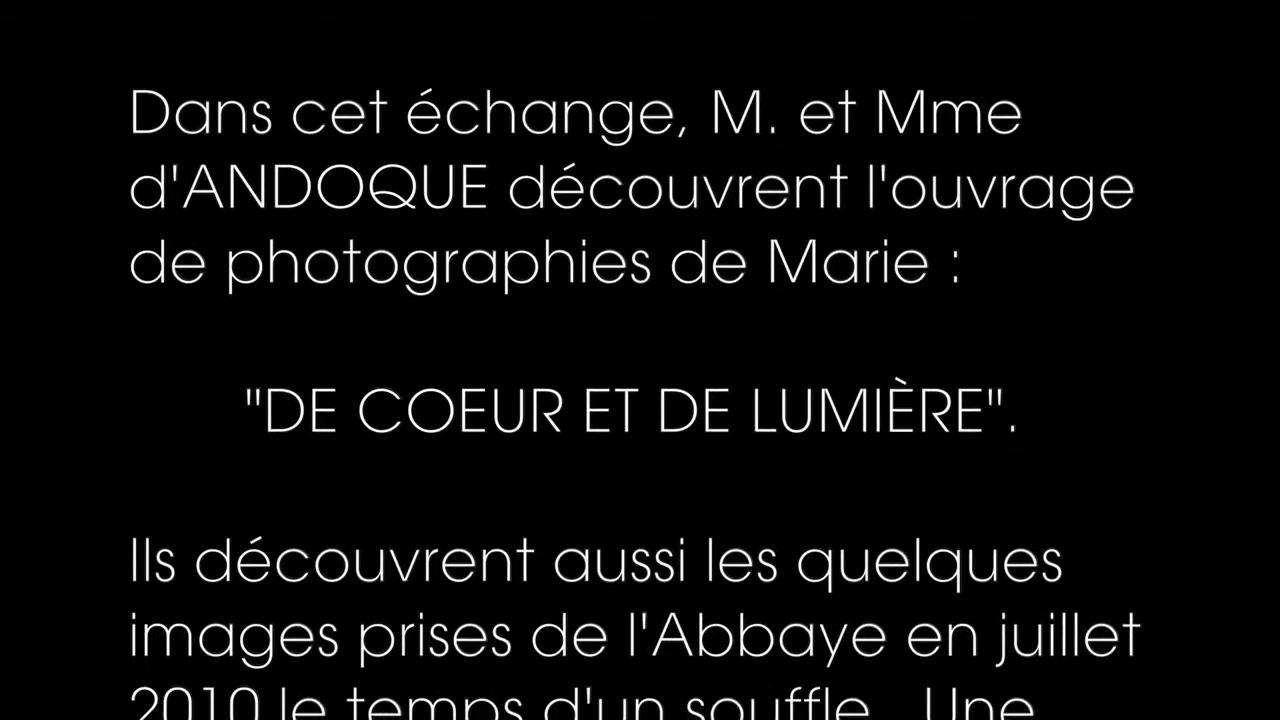 Dans cet échange, M. et Mme
d'ANDOQUE découvrent l'ouvrage
de photographies de Marie :
"DE COEUR ET DE LUMIÈRE".
Ils découvrent aussi les quelques
images prises de l'Abbaye en juillet
2010 le temps d'un souffle. Une